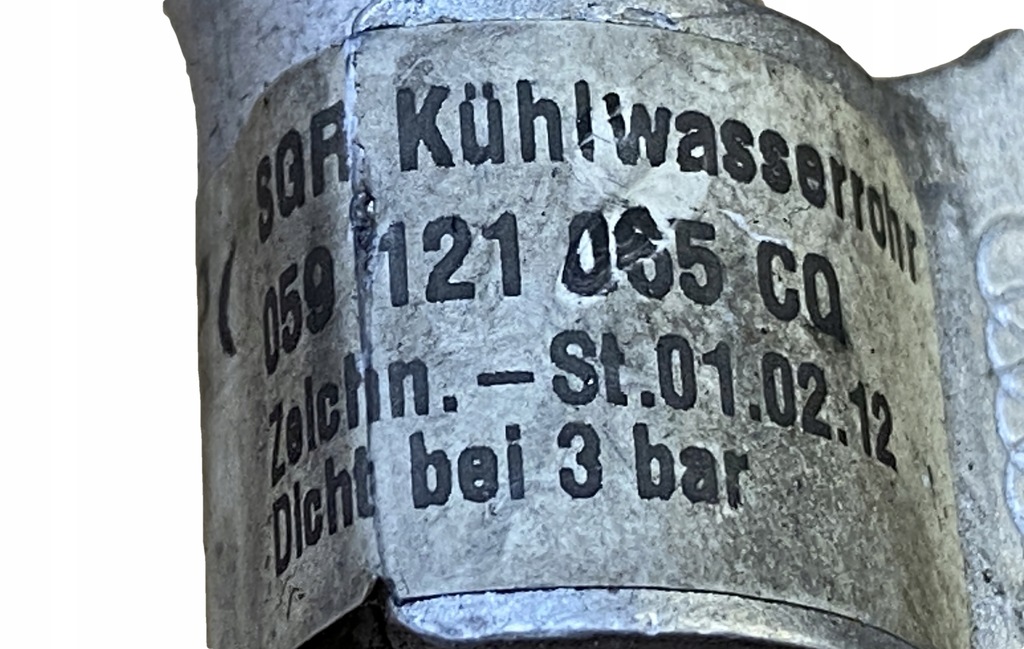 SGR Kühlwasserrohr
059 121 065 CQ
Zeichn.-St.01.02.12
Dicht bei 3 bar